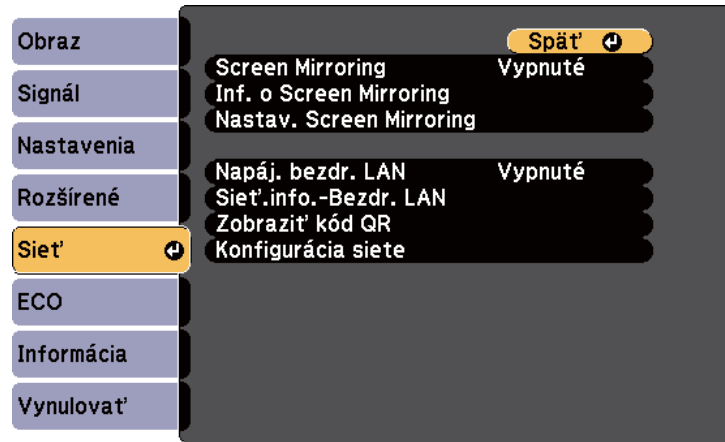 Obraz
Signál
Nastavenia
Rozšírené
Sieť
ECO
Informácia
Vynulovať
Späť
Screen Mirroring Vypnuté
Inf. o Screen Mirroring
Nastav. Screen Mirroring
Napáj. bezdr. LAN Vypnuté
Sieť.info.-Bezdr. LAN
Zobraziť kód QR
Konfigurácia siete